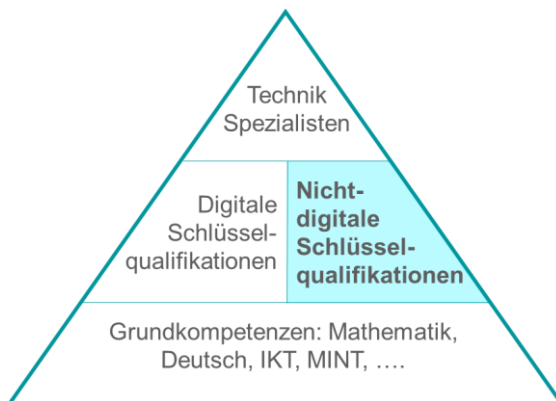 Technik
Spezialisten
Digitale
Schlüssel-
qualifikationen
Nicht-
digitale
Schlüssel-
qualifikationen
Grundkompetenzen: Mathematik,
Deutsch, IKT, MINT, ....